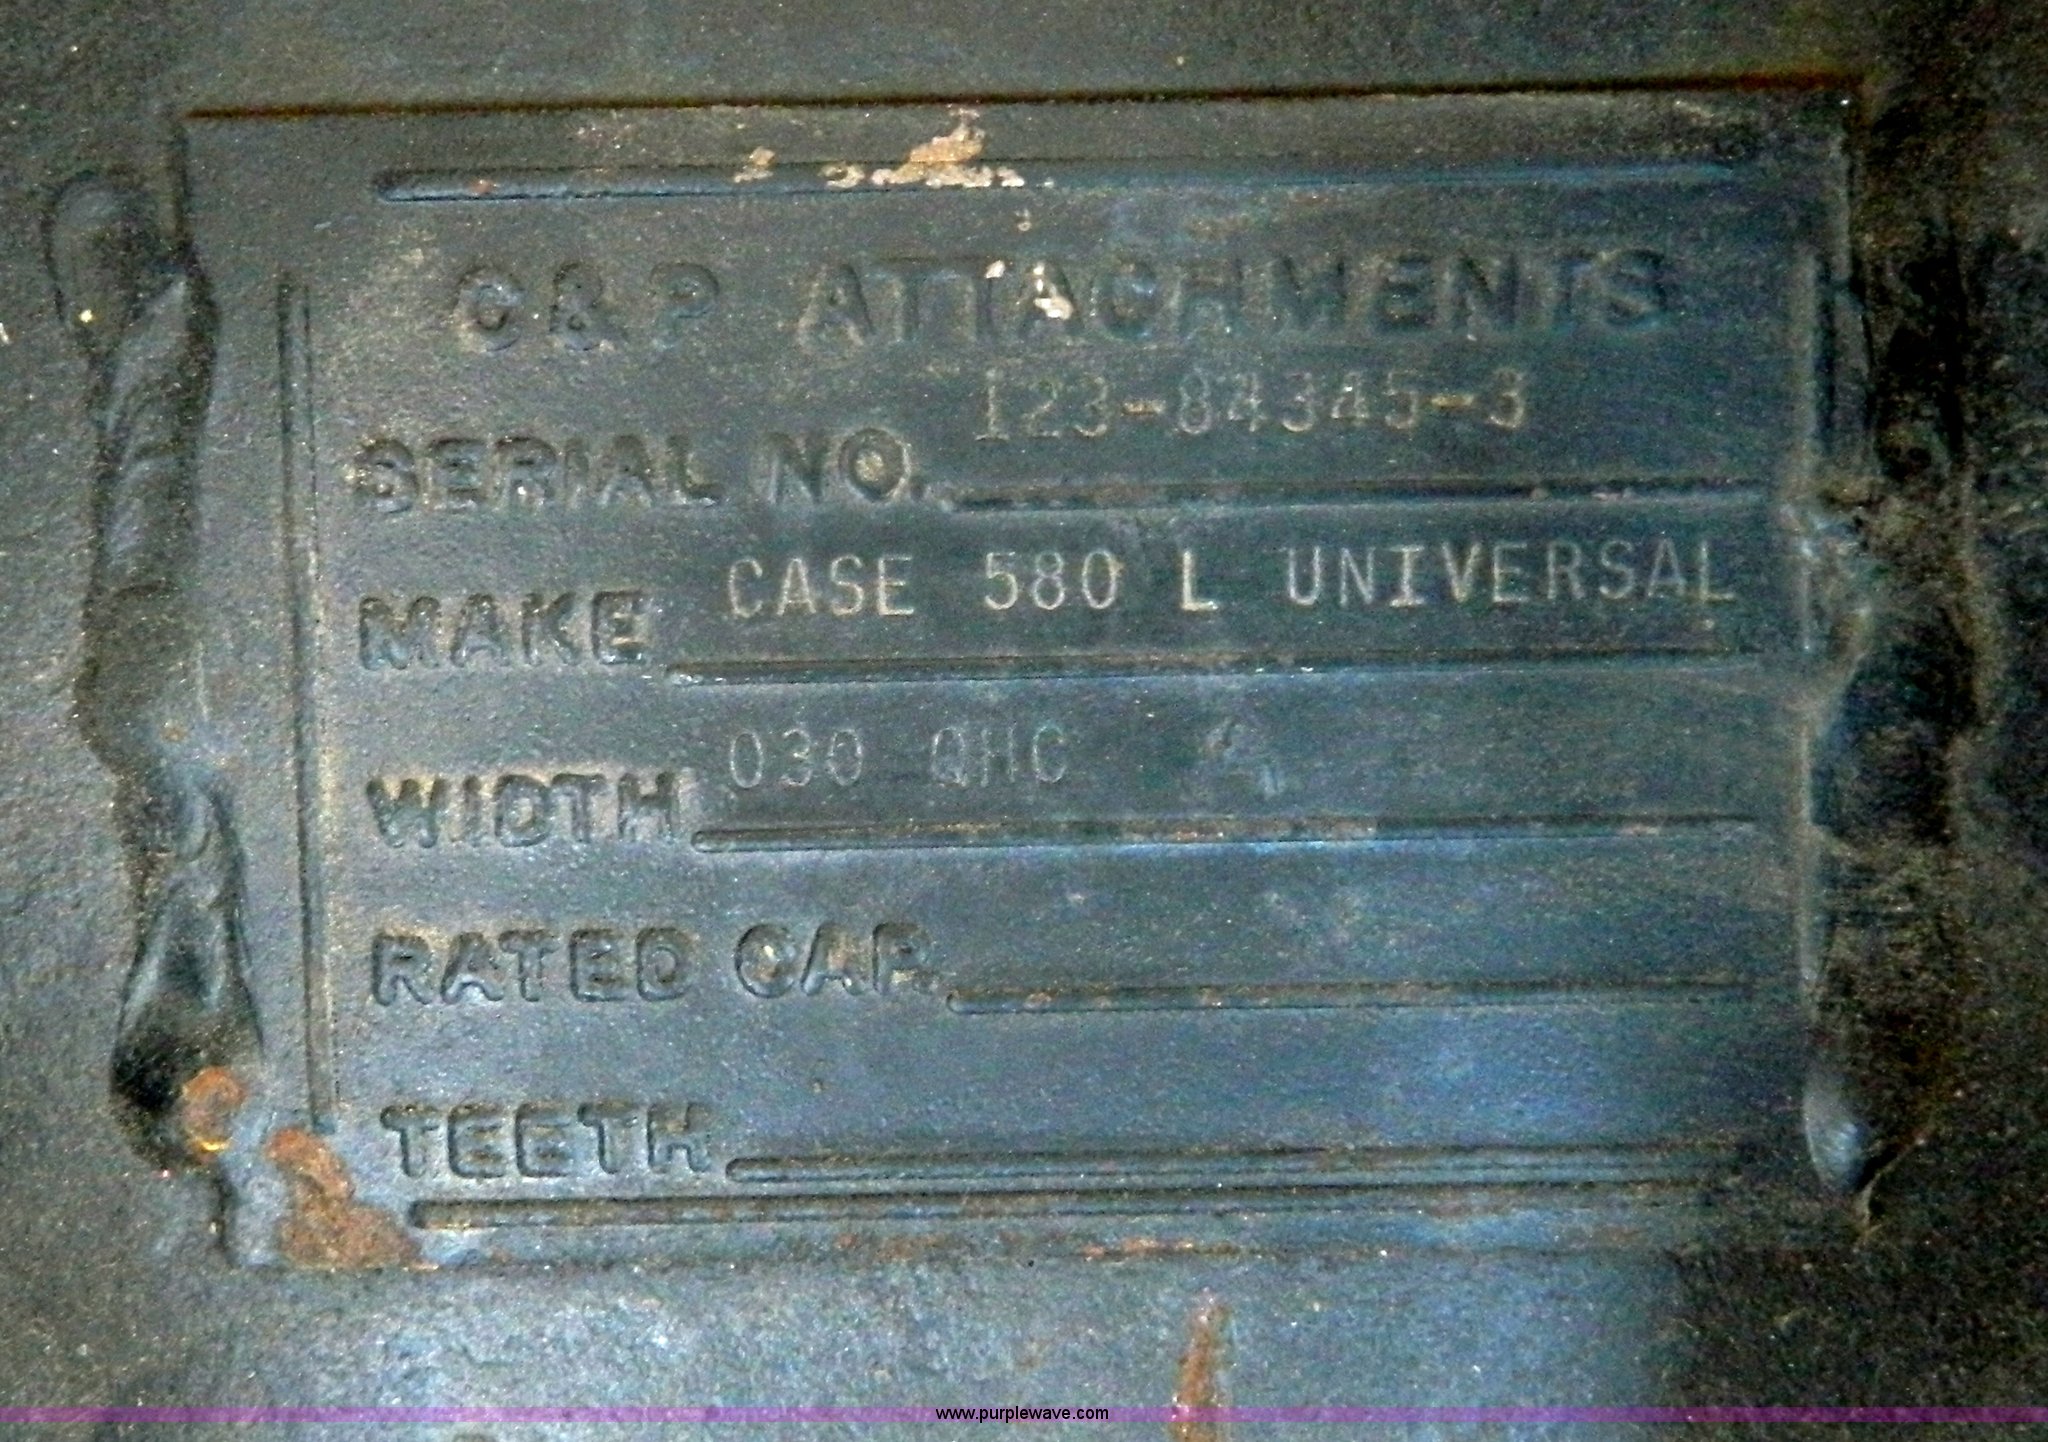 C&P ATTACHMENTS
SERIAL NO. 123-84345-3
MAKE CASE 580 L UNIVERSAL
WIDTH 030 QHC
RATED CAP.
TEETH
www.purplewave.com